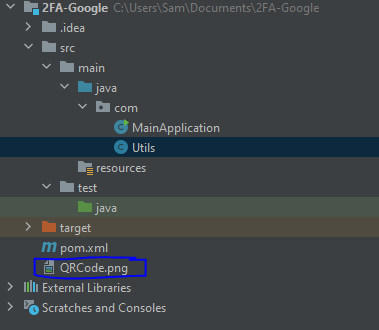 2FA-Google C:\Users\Sam\Documents\2FA-Google
.idea
src
main
java
com
MainApplication
Utils
resources
test
java
target
pom.xml
QRCode.png
External Libraries
Scratches and Consoles